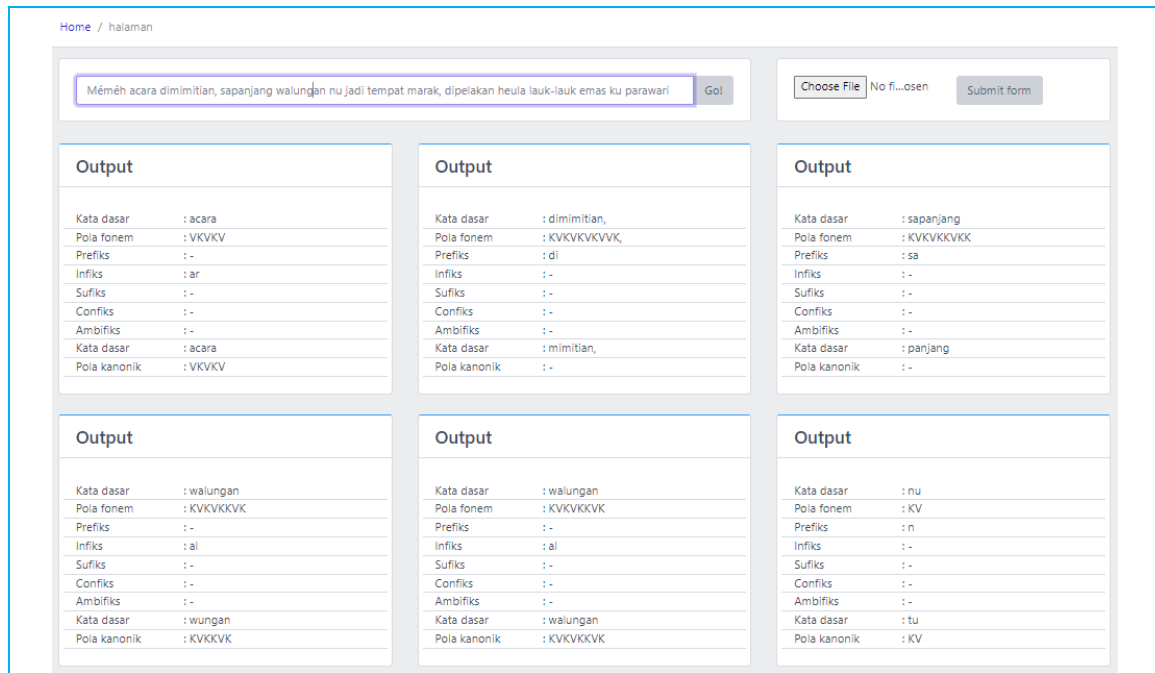 Home / halaman
Méméh acara dimimitian, sapanjang walungan nu jadi tempat marak, dipelakan heula lauk-lauk emas ku parawari
Go!
Choose File No fi...osen
Submit form
Output
Kata dasar : acara
Pola fonem : VKVKV
Prefiks : -
Infiks : ar
Sufiks : -
Confiks : -
Ambifiks : -
Kata dasar : acara
Pola kanonik : VKVKV
Output
Kata dasar : dimimitian,
Pola fonem : KVKVKVKVVK,
Prefiks : di
Infiks : -
Sufiks : -
Confiks : -
Ambifiks : -
Kata dasar : mimitian,
Pola kanonik : -
Output
Kata dasar : sapanjang
Pola fonem : KVKVKKVKK
Prefiks : sa
Infiks : -
Sufiks : -
Confiks : -
Ambifiks : -
Kata dasar : panjang
Pola kanonik : -
Output
Kata dasar : walungan
Pola fonem : KVKVKKVK
Prefiks : -
Infiks : al
Sufiks : -
Confiks : -
Ambifiks : -
Kata dasar : wungan
Pola kanonik : KVKKVK
Output
Kata dasar : walungan
Pola fonem : KVKVKKVK
Prefiks : -
Infiks : al
Sufiks : -
Confiks : -
Ambifiks : -
Kata dasar : walungan
Pola kanonik : KVKVKKVK
Output
Kata dasar : nu
Pola fonem : KV
Prefiks : n
Infiks : -
Sufiks : -
Confiks : -
Ambifiks : -
Kata dasar : tu
Pola kanonik : KV